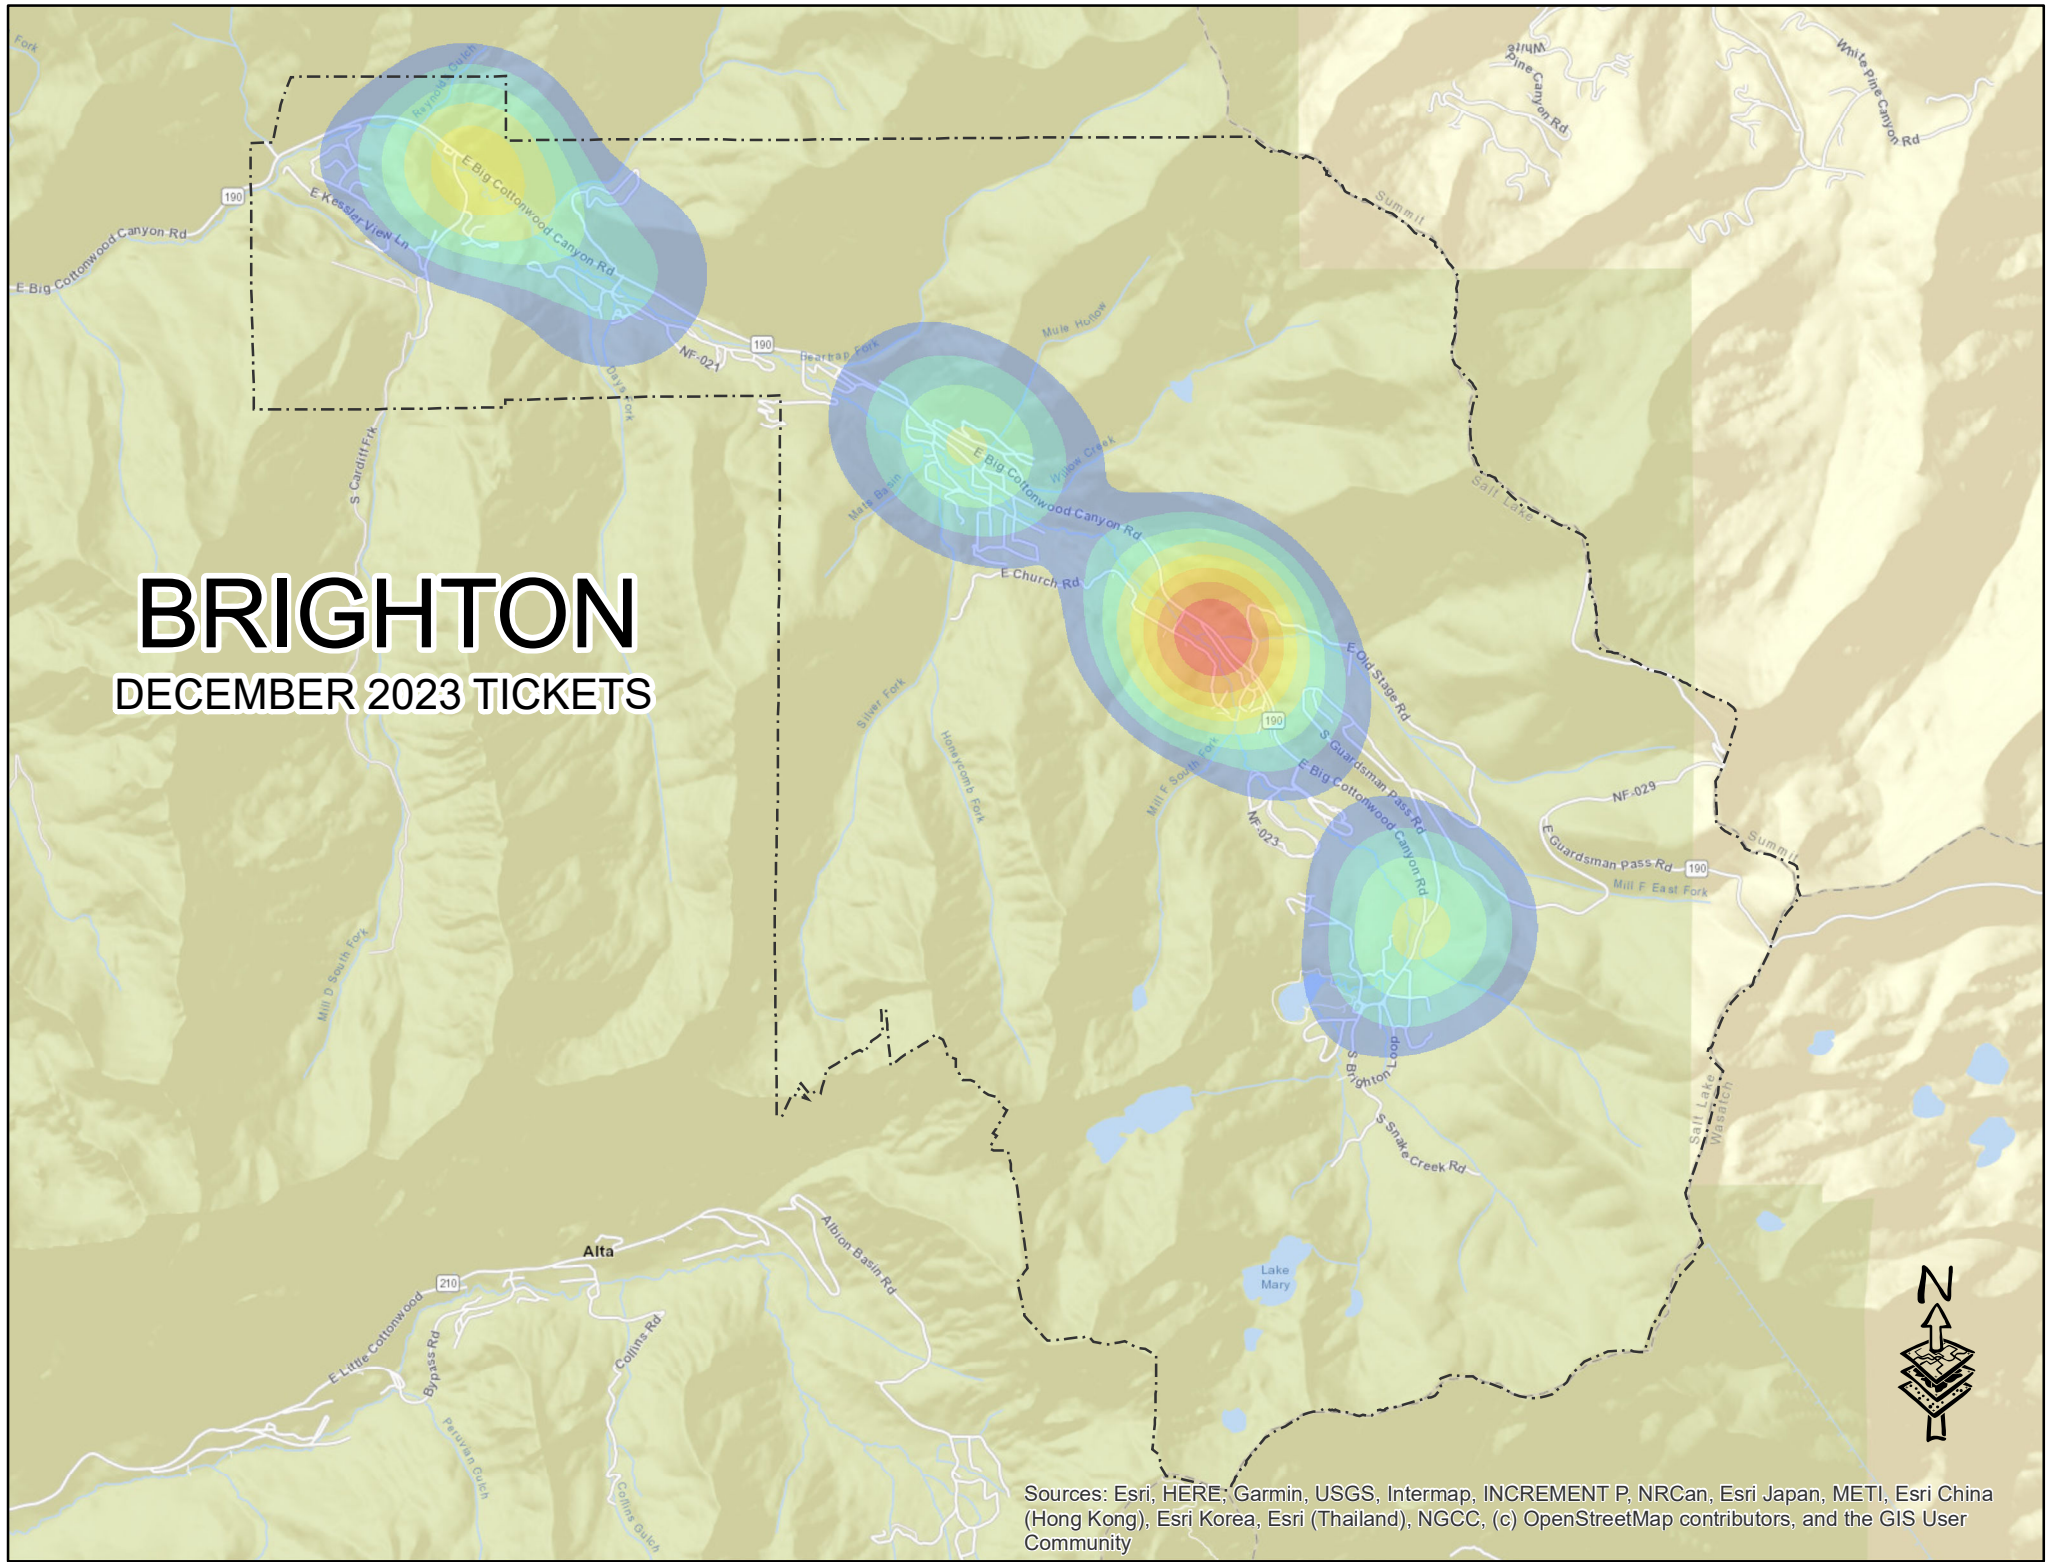 Fork
White
Pine Canyon Rd
White Pine Canyon Rd
Reynolds Gulch
E Big Cottonwood Canyon Rd
190
E Kessler View Ln
E Big Cottonwood Canyon Rd
Summit
Mule Hollow
190
Beartrap Fork
NF-021
Days Fork
S Cardiff Frk
E Big Cottonwood Canyon Rd
Willow Creek
Mats Basin
Salt Lake
E Church Rd
BRIGHTON
DECEMBER 2023 TICKETS
E Old Stage Rd
Silver Fork
190
Honeycomb Fork
Mill F South Fork
S Guardsman Pass Rd
E Big Cottonwood Canyon Rd
NF-023
NF-029
E Guardsman Pass Rd
190
Summit
Mill F East Fork
Mill D South Fork
S Brighton Loop
Salt Lake
Wasatch
S Snake Creek Rd
Alta
210
Albion Basin Rd
Lake
Mary
E Little Cottonwood
Bypass Rd
Collins Rd
Peruvian Gulch
Collins Gulch
N
Sources: Esri, HERE, Garmin, USGS, Intermap, INCREMENT P, NRCan, Esri Japan, METI, Esri China
(Hong Kong), Esri Korea, Esri (Thailand), NGCC, (c) OpenStreetMap contributors, and the GIS User
Community